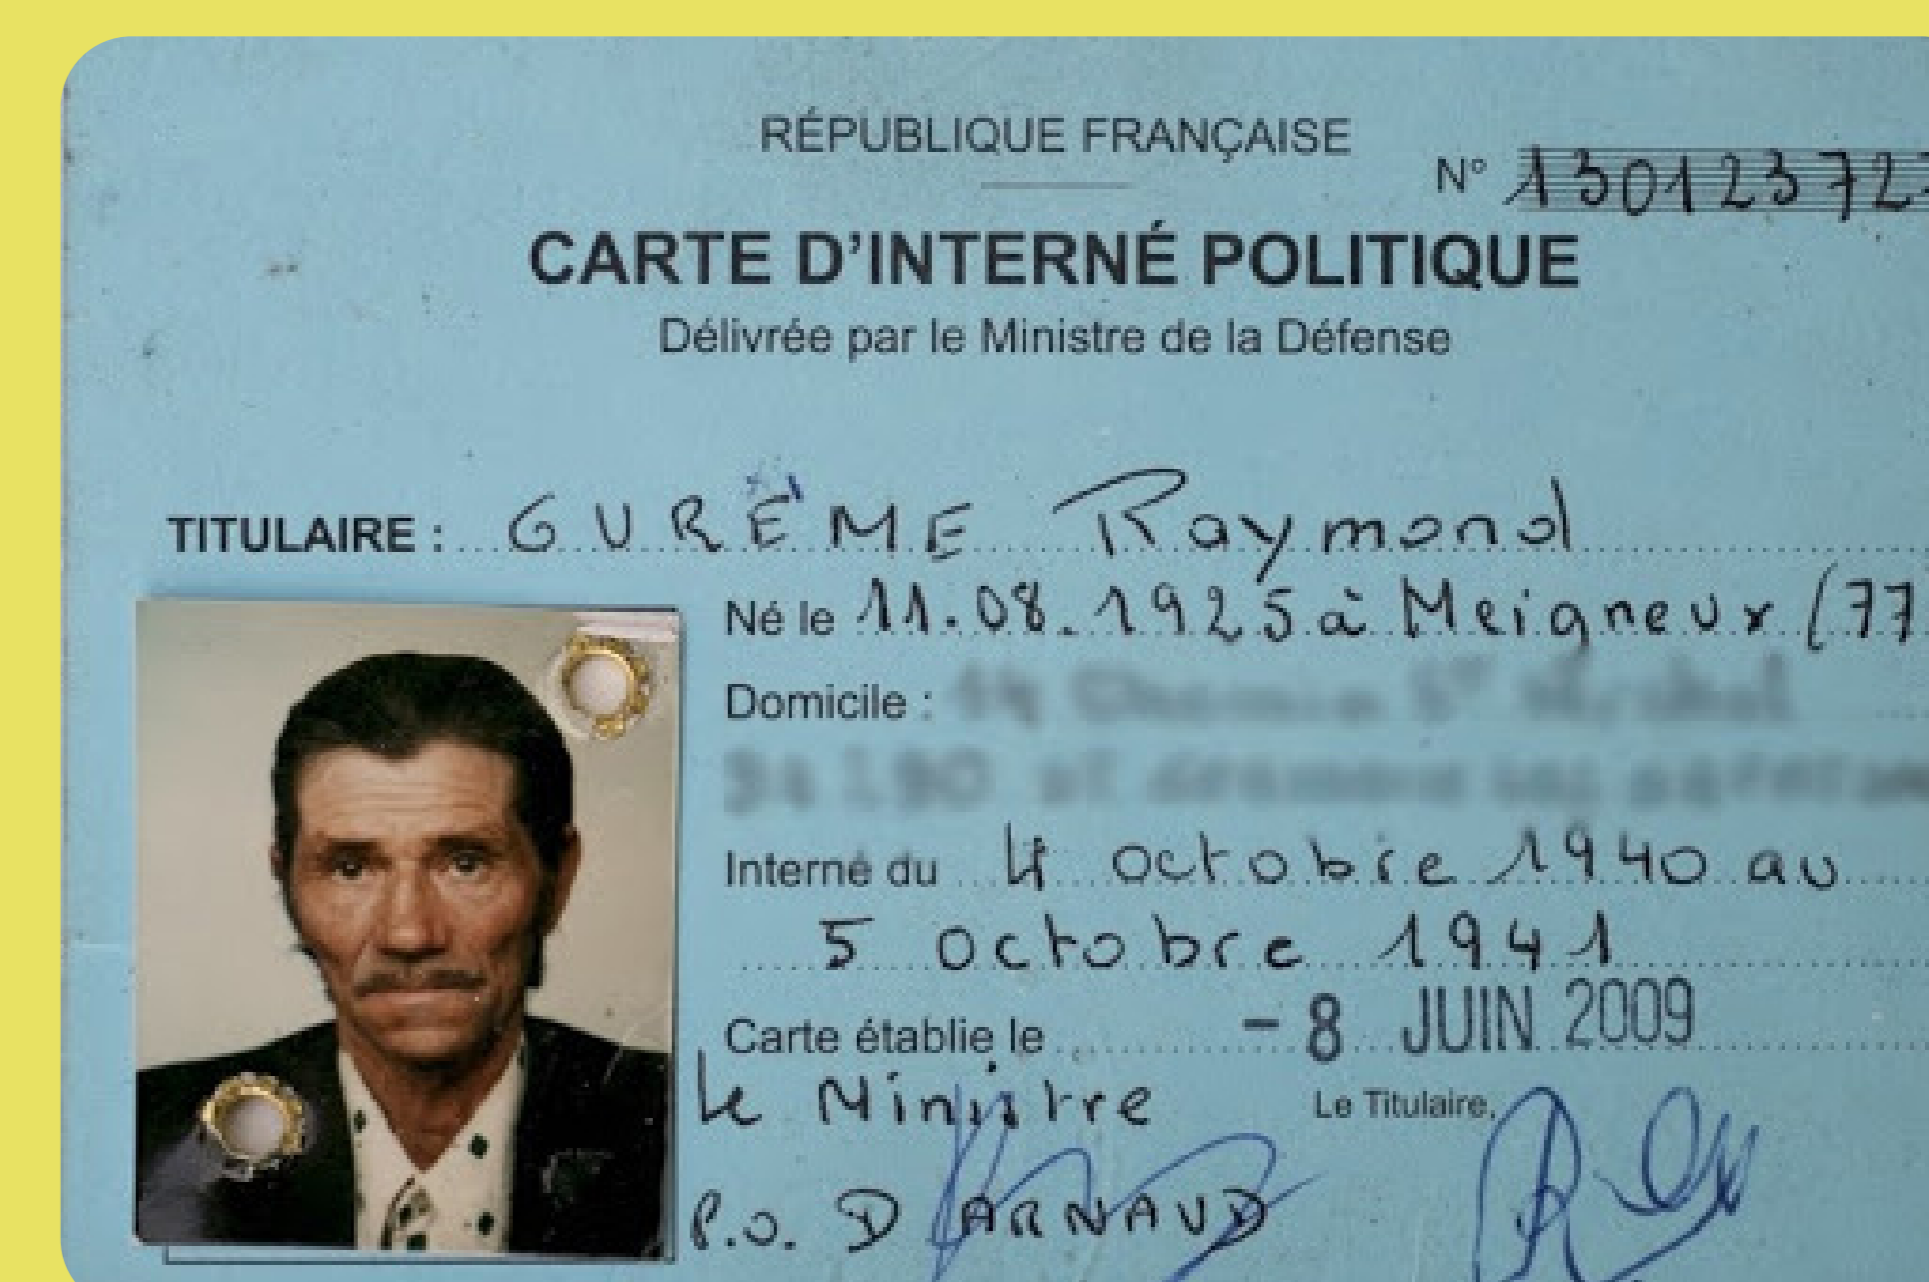 RÉPUBLIQUE FRANÇAISE
N° 13012372
CARTE D'INTERNÉ POLITIQUE
Délivrée par le Ministre de la Défense
TITULAIRE : GURÊME Raymond
Né le 11.08.1925 à Meigneux (77
Domicile :
Interné du 4 octobre 1940 au
5 octobre 1941
Carte établie le - 8 JUIN 2009
Le Ministre
Le Titulaire,
P.O. D ARNAUD